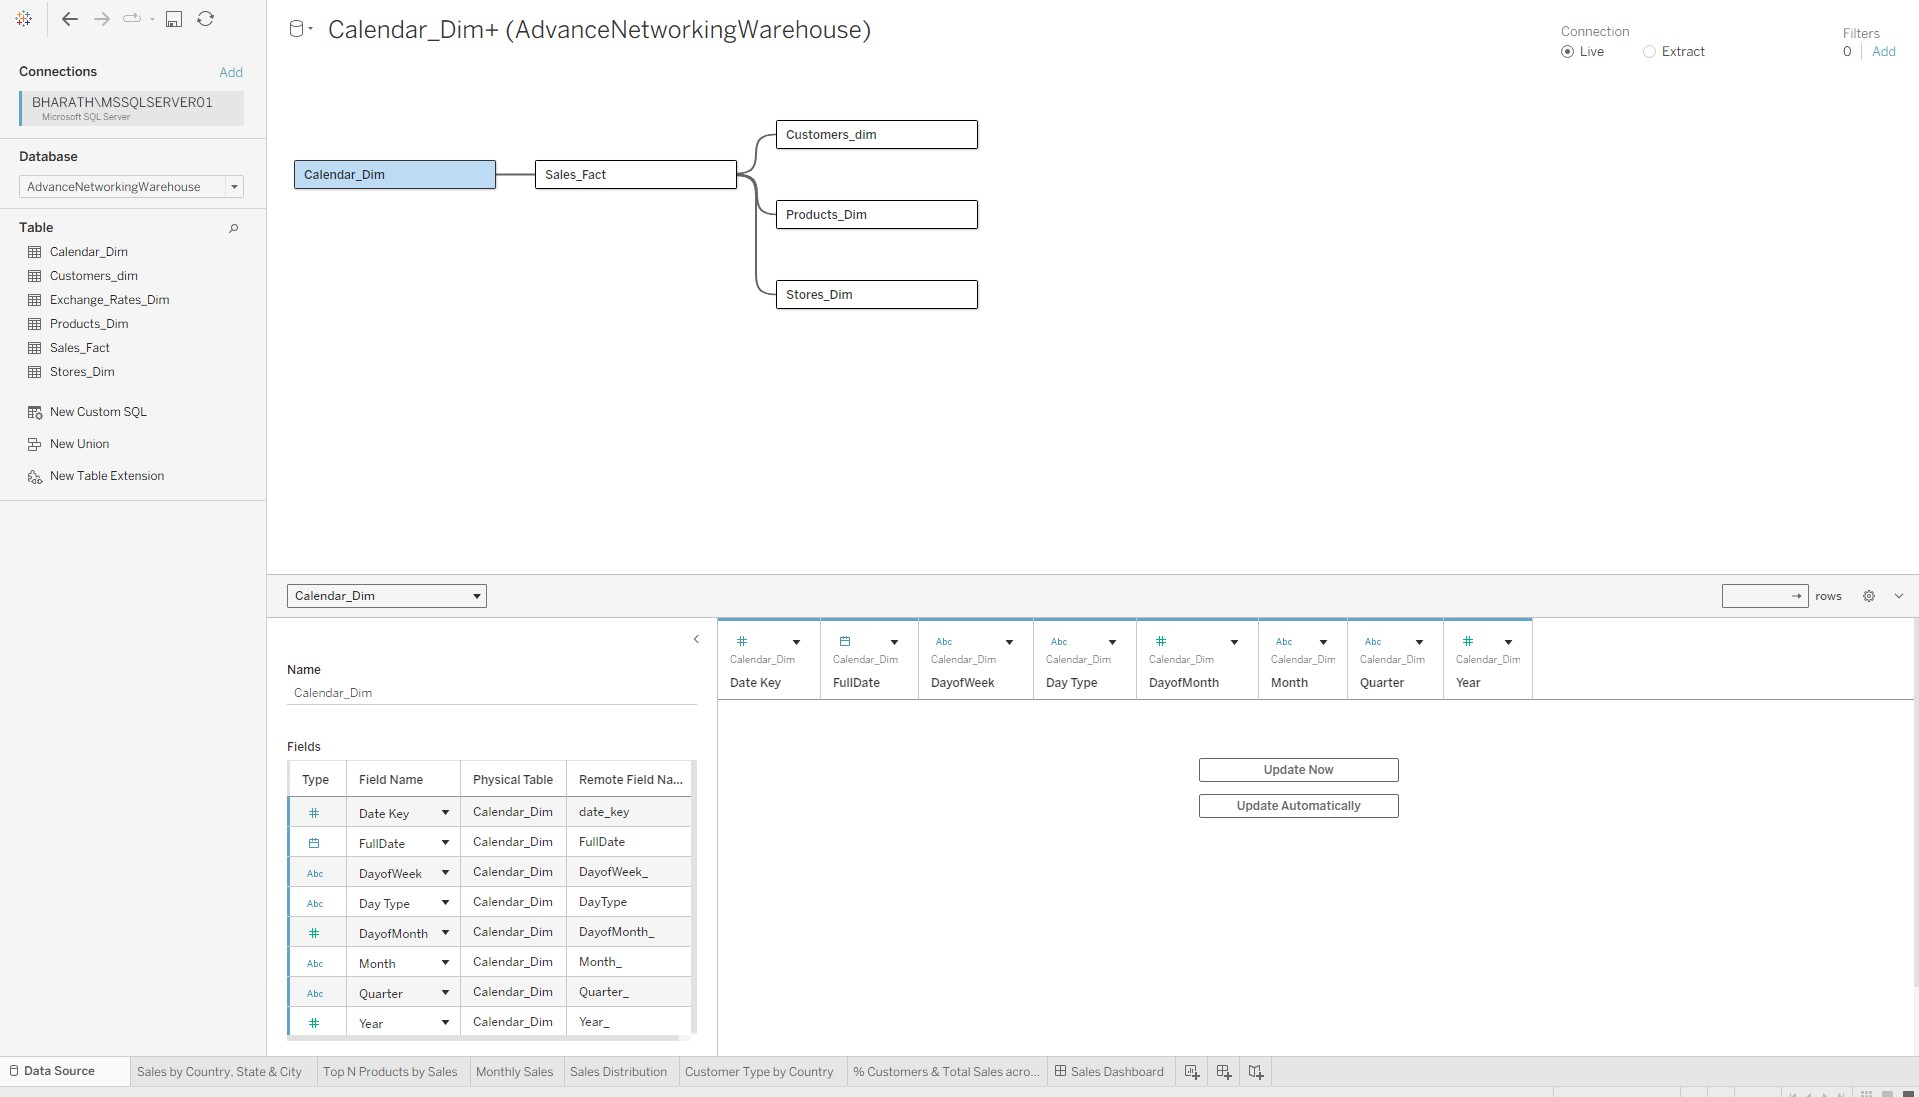 Calendar_Dim+ (AdvanceNetworkingWarehouse)
Connection
Live
Extract
Filters
0
Add
Connections
Add
BHARATH\MSSQLSERVER01
Microsoft SQL Server
Database
AdvanceNetworkingWarehouse
Table
Calendar_Dim
Customers_dim
Exchange_Rates_Dim
Products_Dim
Sales_Fact
Stores_Dim
New Custom SQL
New Union
New Table Extension
Calendar_Dim
Sales_Fact
Customers_dim
Products_Dim
Stores_Dim
Calendar_Dim
rows
Name
Calendar_Dim
Fields
Type Field Name Physical Table Remote Field Na...
# Date Key Calendar_Dim date_key
FullDate Calendar_Dim FullDate
Abc DayofWeek Calendar_Dim DayofWeek_
Abc Day Type Calendar_Dim DayType
# DayofMonth Calendar_Dim DayofMonth_
Abc Month Calendar_Dim Month_
Abc Quarter Calendar_Dim Quarter_
# Year Calendar_Dim Year_
# Abc Abc # Abc Abc #
Calendar_Dim Calendar_Dim Calendar_Dim Calendar_Dim Calendar_Dim Calendar_Dim Calendar_Dim Calendar_Dim
Date Key FullDate DayofWeek Day Type DayofMonth Month Quarter Year
Update Now
Update Automatically
Data Source Sales by Country, State & City Top N Products by Sales Monthly Sales Sales Distribution Customer Type by Country % Customers & Total Sales acro... Sales Dashboard